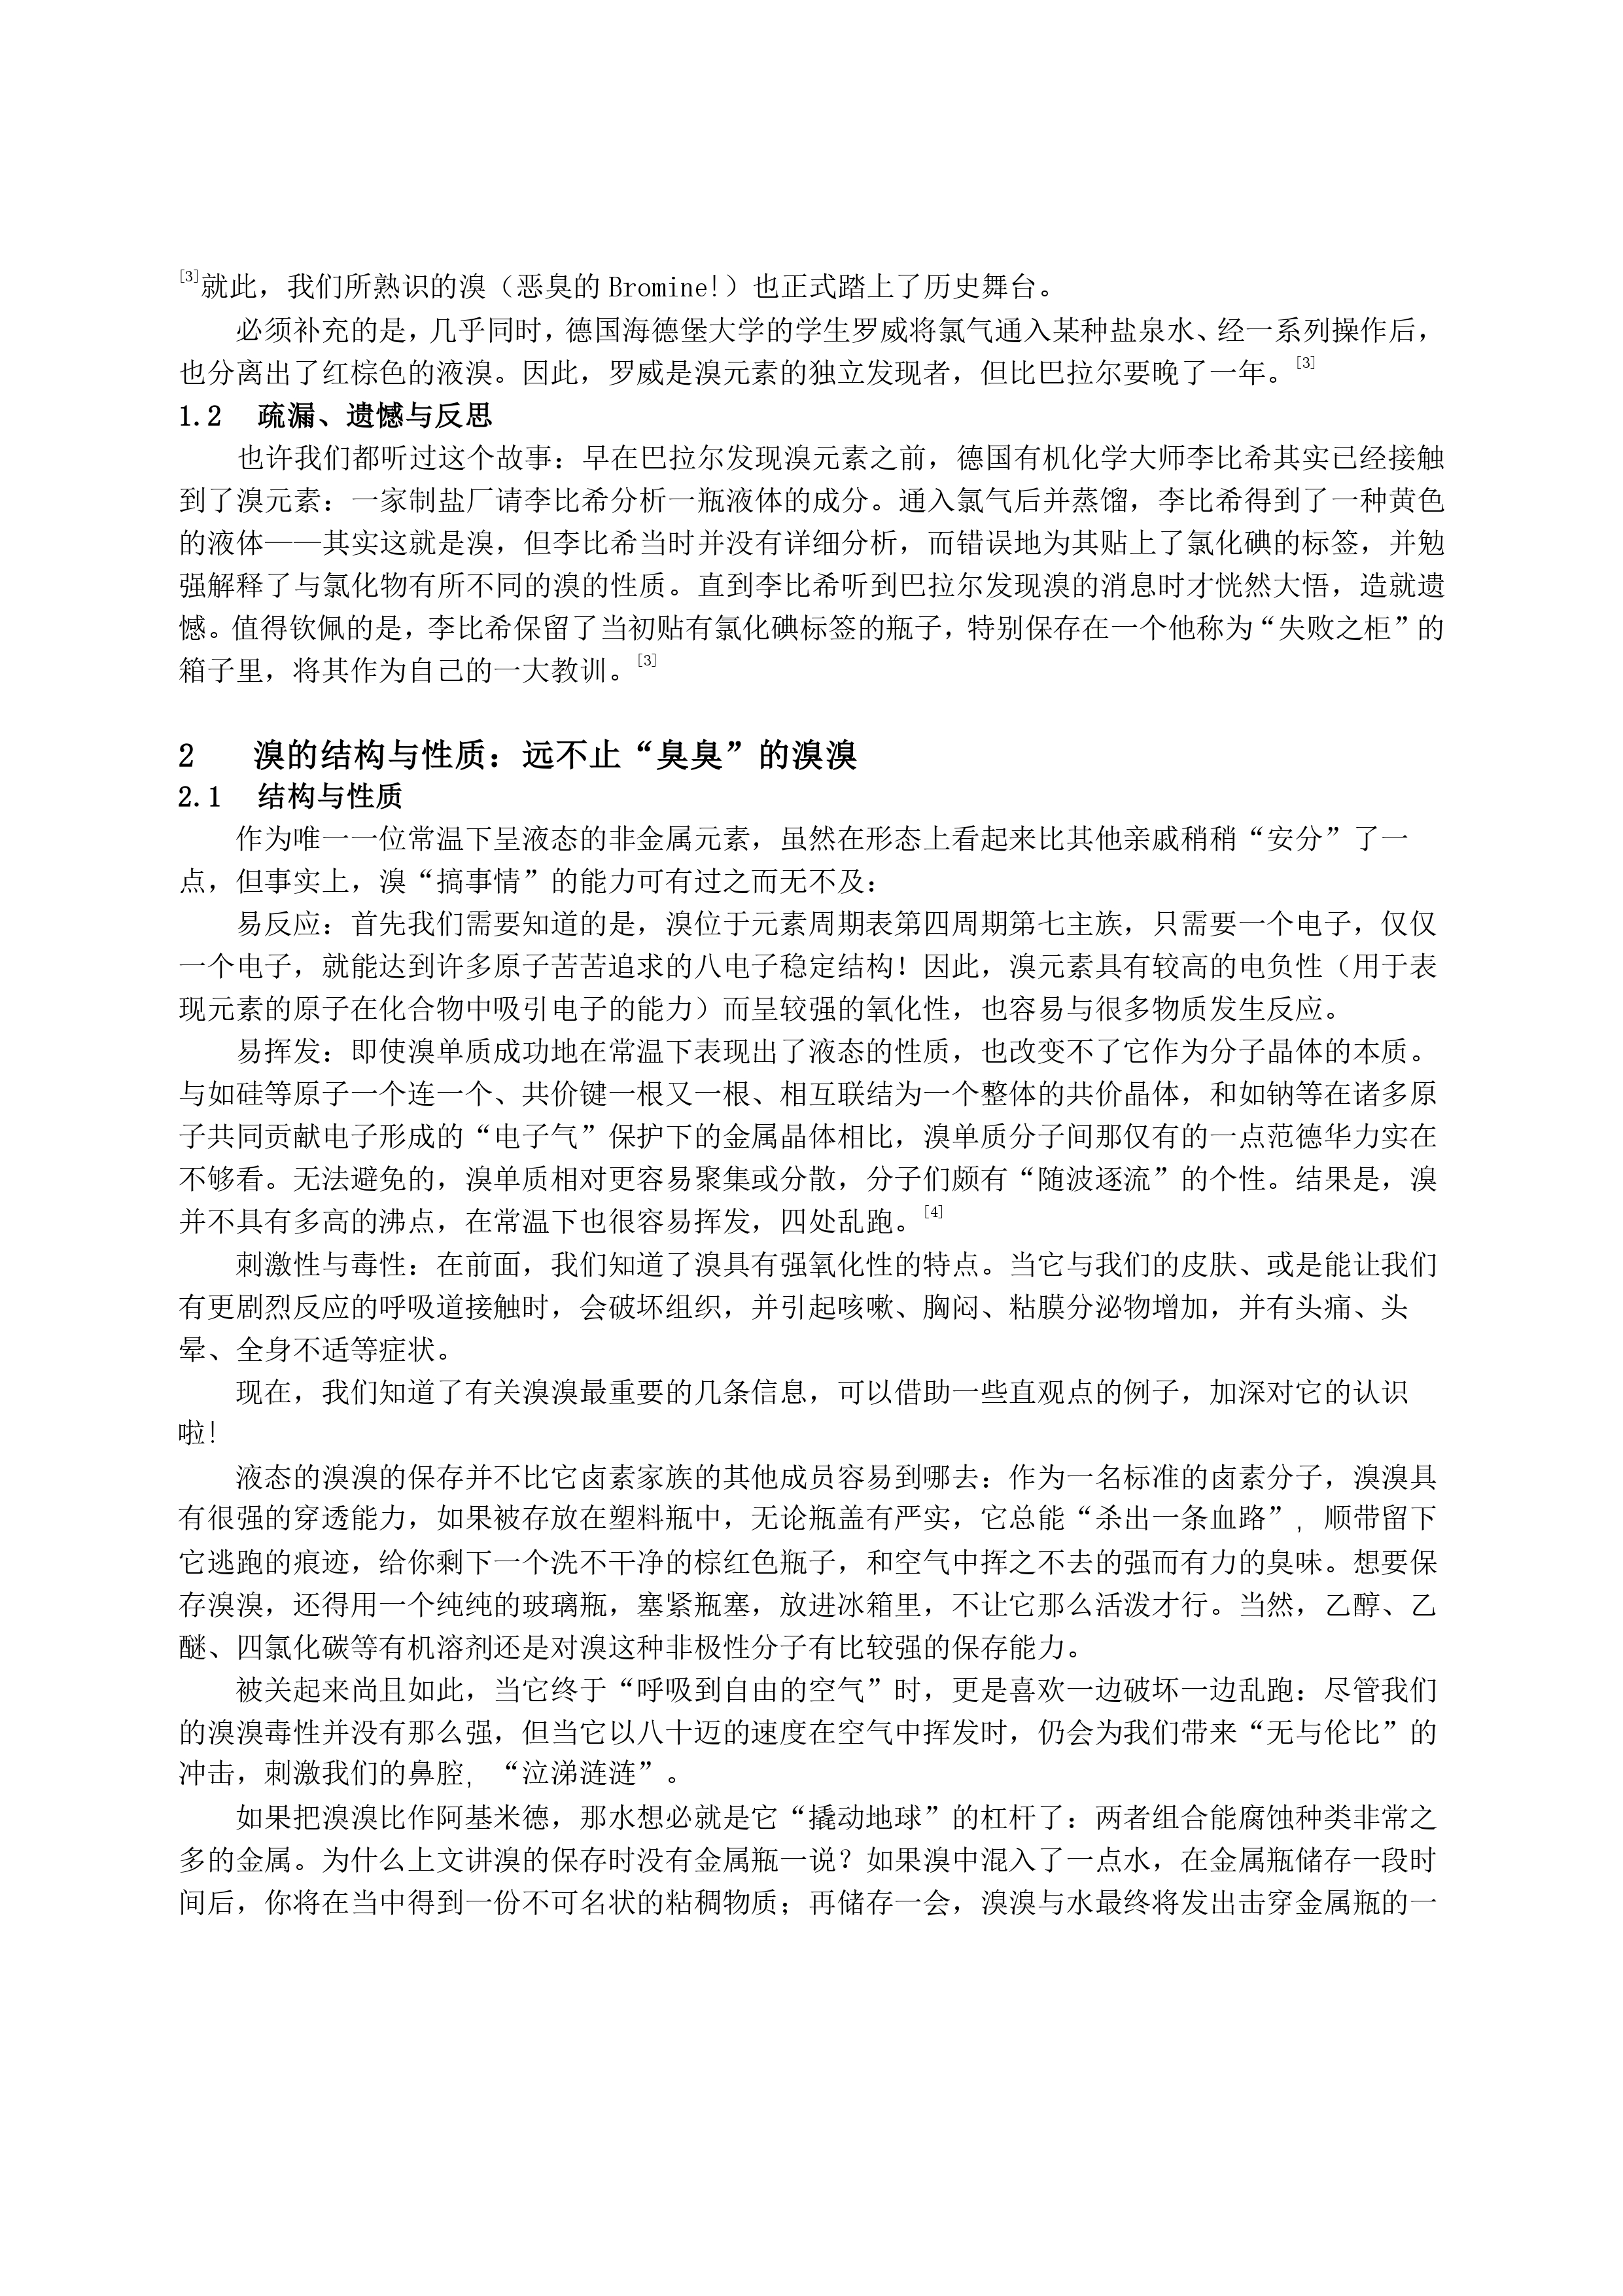 [3]就此，我们所熟识的溴（恶臭的 Bromine!）也正式踏上了历史舞台。
必须补充的是，几乎同时，德国海德堡大学的学生罗威将氯气通入某种盐泉水、经一系列操作后，
也分离出了红棕色的液溴。因此，罗威是溴元素的独立发现者，但比巴拉尔要晚了一年。[3]
1.2 疏漏、遗憾与反思
也许我们都听过这个故事：早在巴拉尔发现溴元素之前，德国有机化学大师李比希其实已经接触
到了溴元素：一家制盐厂请李比希分析一瓶液体的成分。通入氯气后并蒸馏，李比希得到了一种黄色
的液体——其实这就是溴，但李比希当时并没有详细分析，而错误地为其贴上了氯化碘的标签，并勉
强解释了与氯化物有所不同的溴的性质。直到李比希听到巴拉尔发现溴的消息时才恍然大悟，造就遗
憾。值得钦佩的是，李比希保留了当初贴有氯化碘标签的瓶子，特别保存在一个他称为“失败之柜”的
箱子里，将其作为自己的一大教训。[3]
2 溴的结构与性质：远不止“臭臭”的溴溴
2.1 结构与性质
作为唯一一位常温下呈液态的非金属元素，虽然在形态上看起来比其他亲戚稍稍“安分”了一
点，但事实上，溴“搞事情”的能力可有过之而无不及：
易反应：首先我们需要知道的是，溴位于元素周期表第四周期第七主族，只需要一个电子，仅仅
一个电子，就能达到许多原子苦苦追求的八电子稳定结构！因此，溴元素具有较高的电负性（用于表
现元素的原子在化合物中吸引电子的能力）而呈较强的氧化性，也容易与很多物质发生反应。
易挥发：即使溴单质成功地在常温下表现出了液态的性质，也改变不了它作为分子晶体的本质。
与如硅等原子一个连一个、共价键一根又一根、相互联结为一个整体的共价晶体，和如钠等在诸多原
子共同贡献电子形成的“电子气”保护下的金属晶体相比，溴单质分子间那仅有的一点范德华力实在
不够看。无法避免的，溴单质相对更容易聚集或分散，分子们颇有“随波逐流”的个性。结果是，溴
并不具有多高的沸点，在常温下也很容易挥发，四处乱跑。[4]
刺激性与毒性：在前面，我们知道了溴具有强氧化性的特点。当它与我们的皮肤、或是能让我们
有更剧烈反应的呼吸道接触时，会破坏组织，并引起咳嗽、胸闷、粘膜分泌物增加，并有头痛、头
晕、全身不适等症状。
现在，我们知道了有关溴溴最重要的几条信息，可以借助一些直观点的例子，加深对它的认识
啦！
液态的溴溴的保存并不比它卤素家族的其他成员容易到哪去：作为一名标准的卤素分子，溴溴具
有很强的穿透能力，如果被存放在塑料瓶中，无论瓶盖有严实，它总能“杀出一条血路”，顺带留下
它逃跑的痕迹，给你剩下一个洗不干净的棕红色瓶子，和空气中挥之不去的强而有力的臭味。想要保
存溴溴，还得用一个纯纯的玻璃瓶，塞紧瓶塞，放进冰箱里，不让它那么活泼才行。当然，乙醇、乙
醚、四氯化碳等有机溶剂还是对溴这种非极性分子有比较强的保存能力。
被关起来尚且如此，当它终于“呼吸到自由的空气”时，更是喜欢一边破坏一边乱跑：尽管我们
的溴溴毒性并没有那么强，但当它以八十迈的速度在空气中挥发时，仍会为我们带来“无与伦比”的
冲击，刺激我们的鼻腔，“泣涕涟涟”。
如果把溴溴比作阿基米德，那水想必就是它“撬动地球”的杠杆了：两者组合能腐蚀种类非常之
多的金属。为什么上文讲溴的保存时没有金属瓶一说？如果溴中混入了一点水，在金属瓶储存一段时
间后，你将在当中得到一份不可名状的粘稠物质；再储存一会，溴溴与水最终将发出击穿金属瓶的一